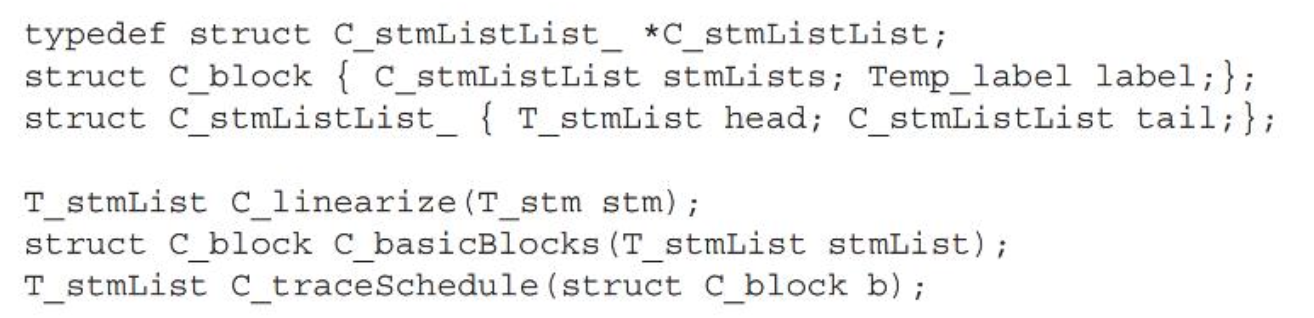 typedef struct C_stmListList_ *C_stmListList;
struct C_block { C_stmListList stmLists; Temp_label label;};
struct C_stmListList_ { T_stmList head; C_stmListList tail;};
T_stmList C_linearize(T_stm stm);
struct C_block C_basicBlocks(T_stmList stmList);
T_stmList C_traceSchedule(struct C_block b);